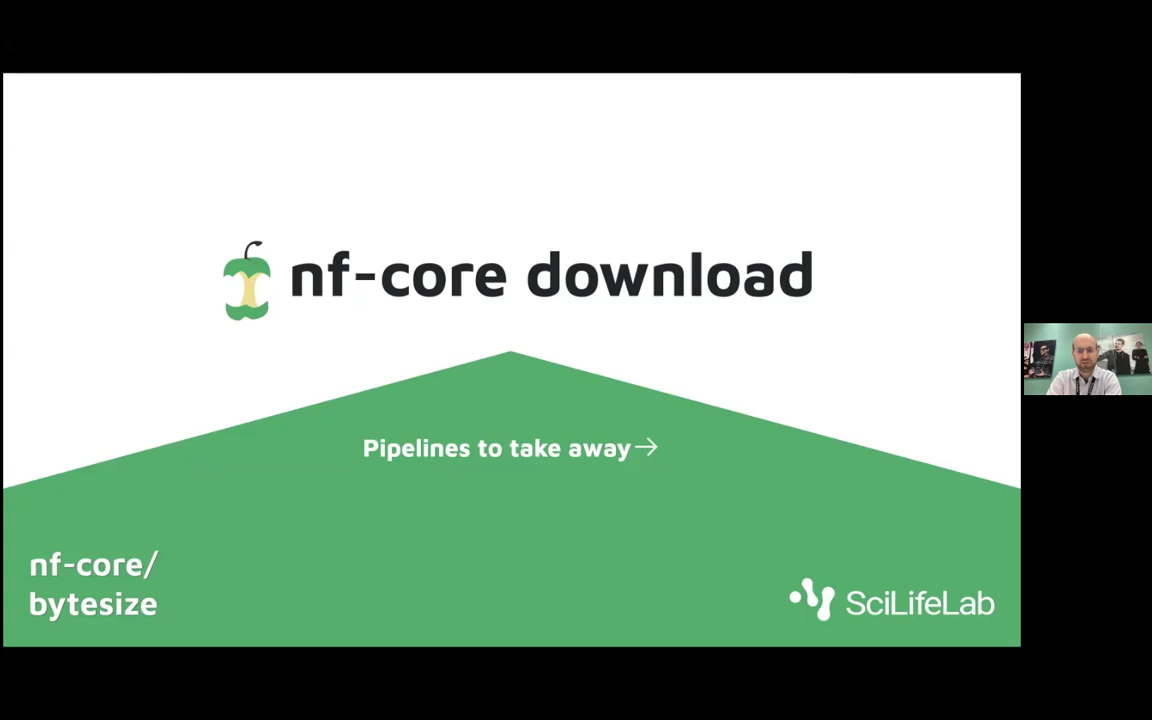 nf-core download
Pipelines to take away→
nf-core/
bytesize
SciLifeLab